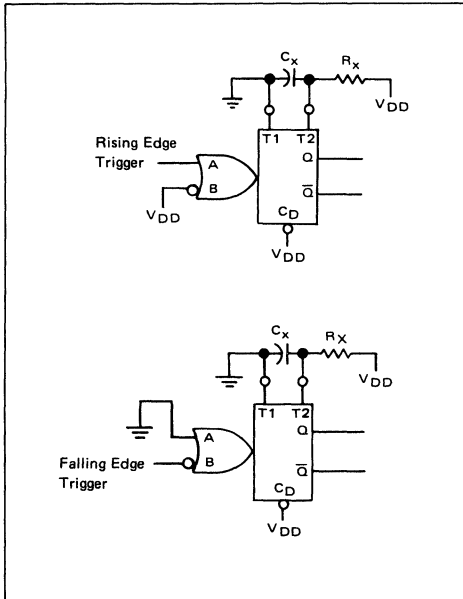 Cx
Rx
VDD
Rising Edge
Trigger
A
B
VDD
T1 T2
Q
Q̅
CD
VDD
Cx
RX
VDD
A
B
Falling Edge
Trigger
T1 T2
Q
Q̅
CD
VDD